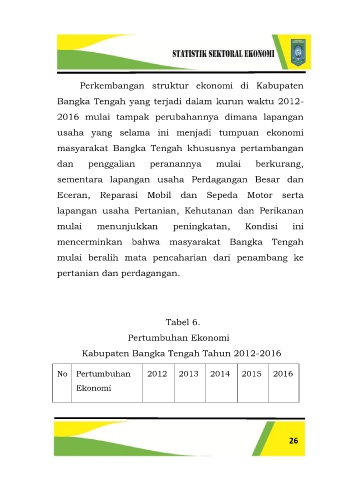 STATISTIK SEKTORAL EKONOMI
Perkembangan struktur ekonomi di Kabupaten
Bangka Tengah yang terjadi dalam kurun waktu 2012-
2016 mulai tampak perubahannya dimana lapangan
usaha yang selama ini menjadi tumpuan ekonomi
masyarakat Bangka Tengah khususnya pertambangan
dan penggalian peranannya mulai berkurang,
sementara lapangan usaha Perdagangan Besar dan
Eceran, Reparasi Mobil dan Sepeda Motor serta
lapangan usaha Pertanian, Kehutanan dan Perikanan
mulai menunjukkan peningkatan, Kondisi ini
mencerminkan bahwa masyarakat Bangka Tengah
mulai beralih mata pencaharian dari penambang ke
pertanian dan perdagangan.
Tabel 6.
Pertumbuhan Ekonomi
Kabupaten Bangka Tengah Tahun 2012-2016
No Pertumbuhan 2012 2013 2014 2015 2016
Ekonomi
26